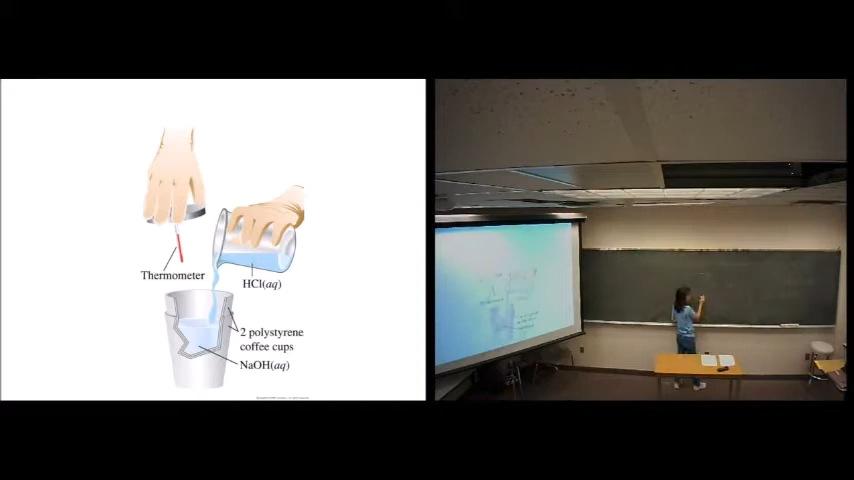 Thermometer
HCl(aq)
2 polystyrene
coffee cups
NaOH(aq)